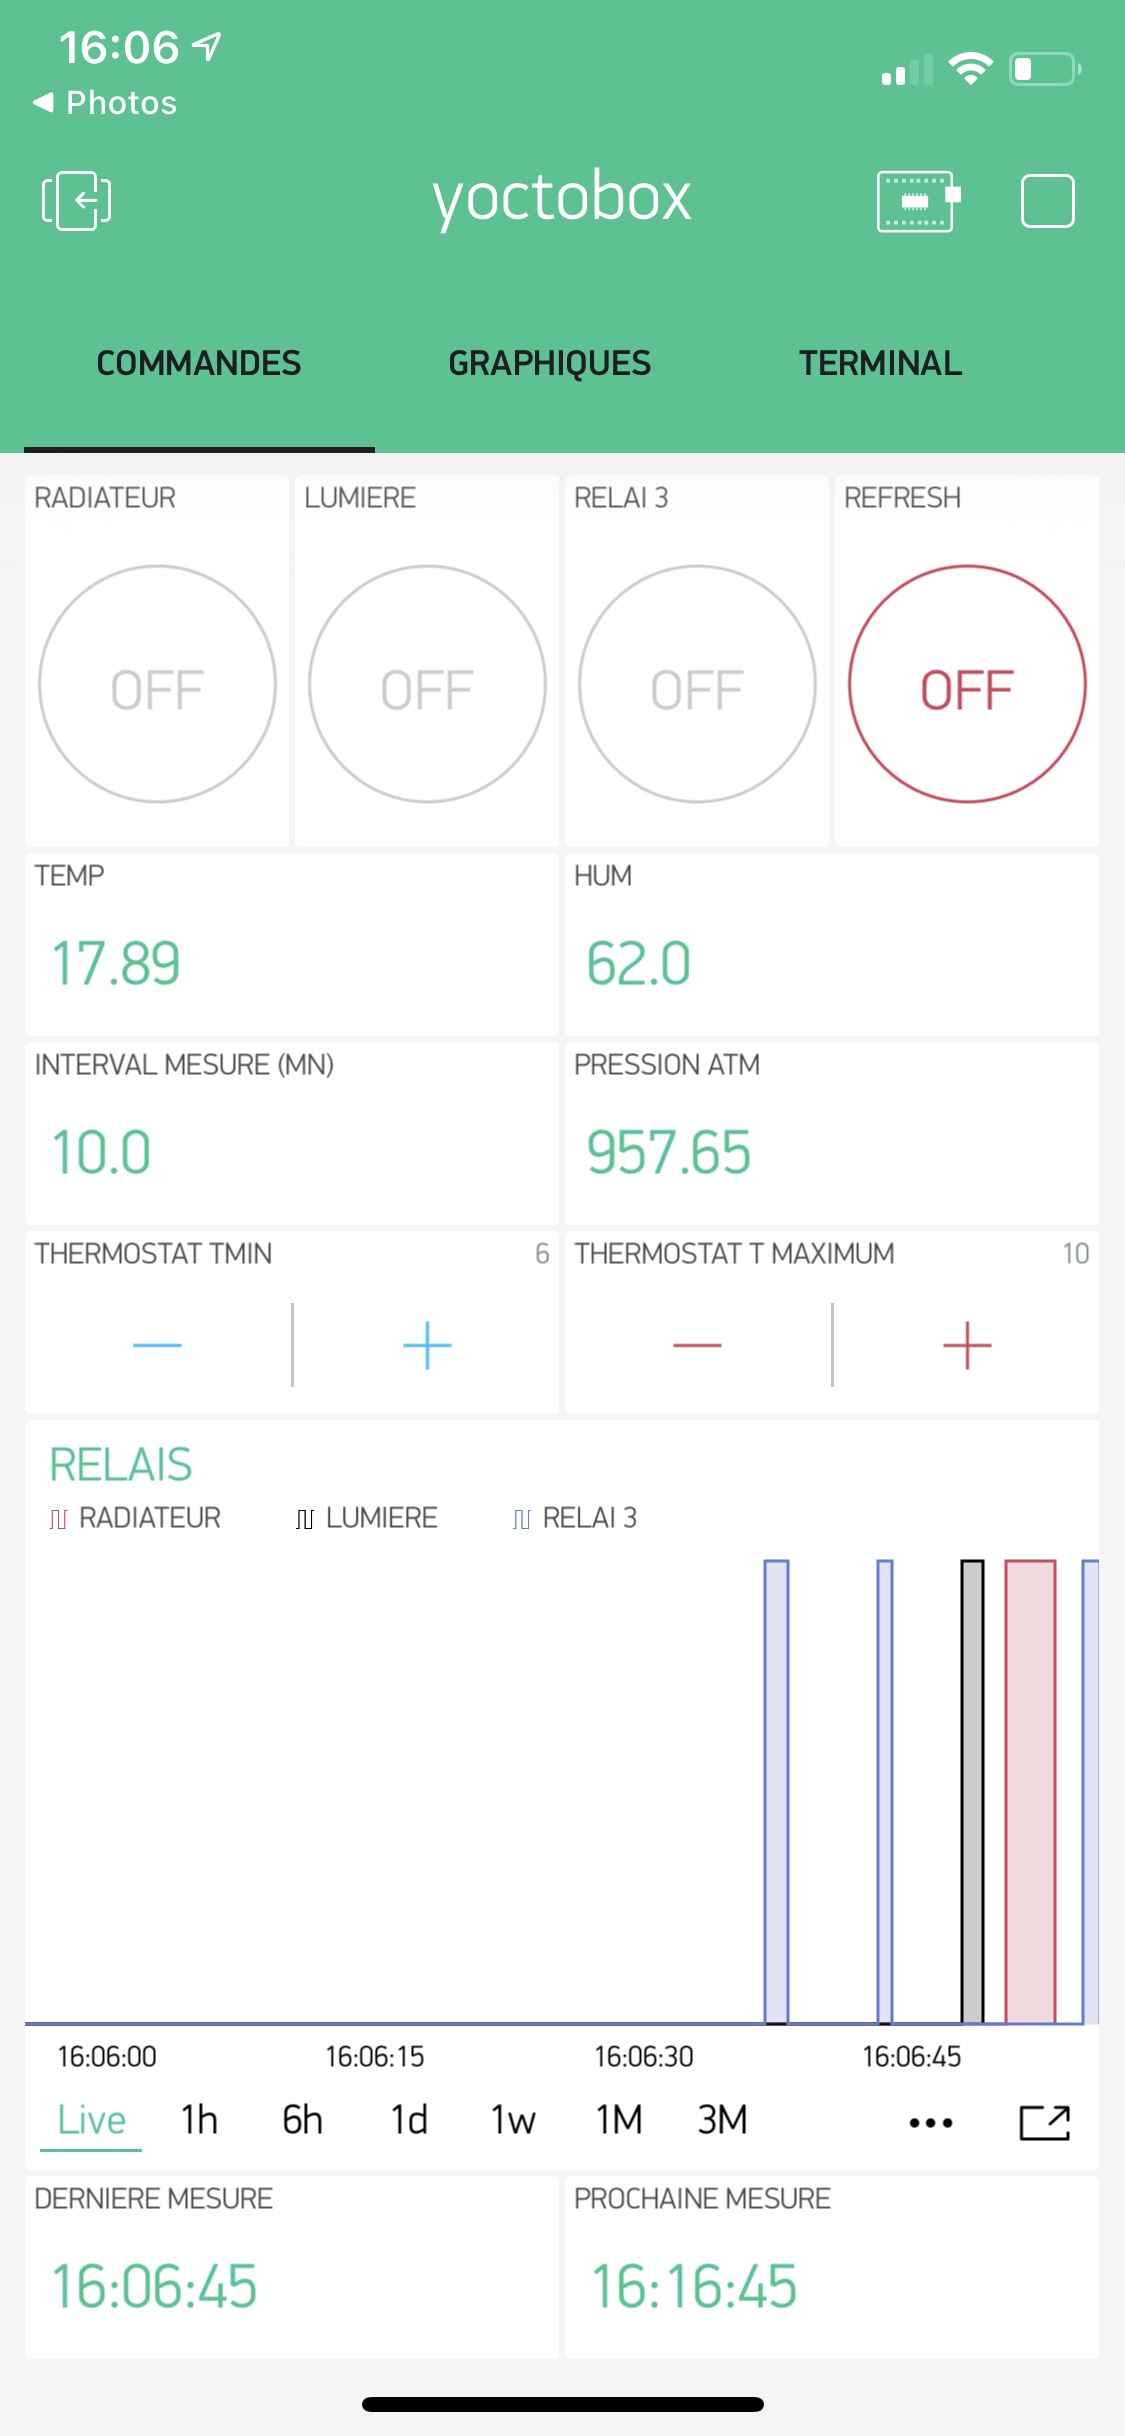 16:06
Photos
yoctobox
COMMANDES GRAPHIQUES TERMINAL
RADIATEUR LUMIERE RELAI 3 REFRESH
OFF OFF OFF OFF
TEMP HUM
17.89 62.0
INTERVAL MESURE (MN) PRESSION ATM
10.0 957.65
THERMOSTAT TMIN 6 THERMOSTAT T MAXIMUM 10
— + — +
RELAIS
RADIATEUR LUMIERE RELAI 3
16:06:00 16:06:15 16:06:30 16:06:45
Live 1h 6h 1d 1w 1M 3M •••
DERNIERE MESURE PROCHAINE MESURE
16:06:45 16:16:45